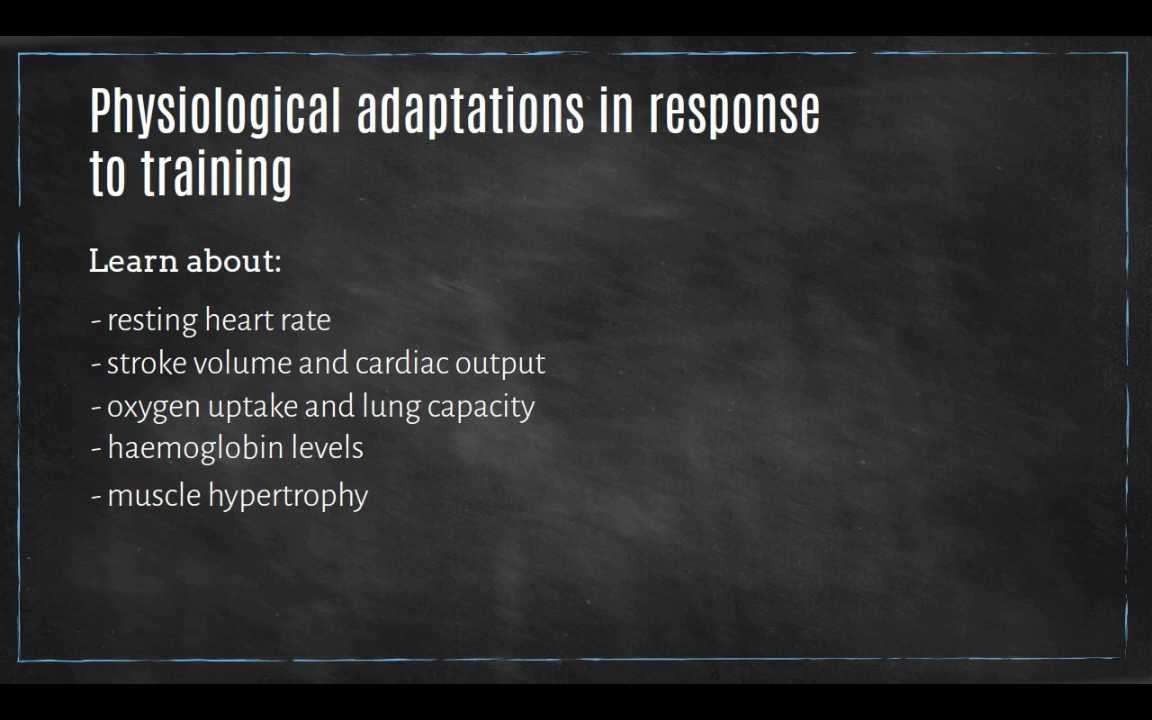 Physiological adaptations in response
to training
Learn about:
- resting heart rate
- stroke volume and cardiac output
- oxygen uptake and lung capacity
- haemoglobin levels
- muscle hypertrophy